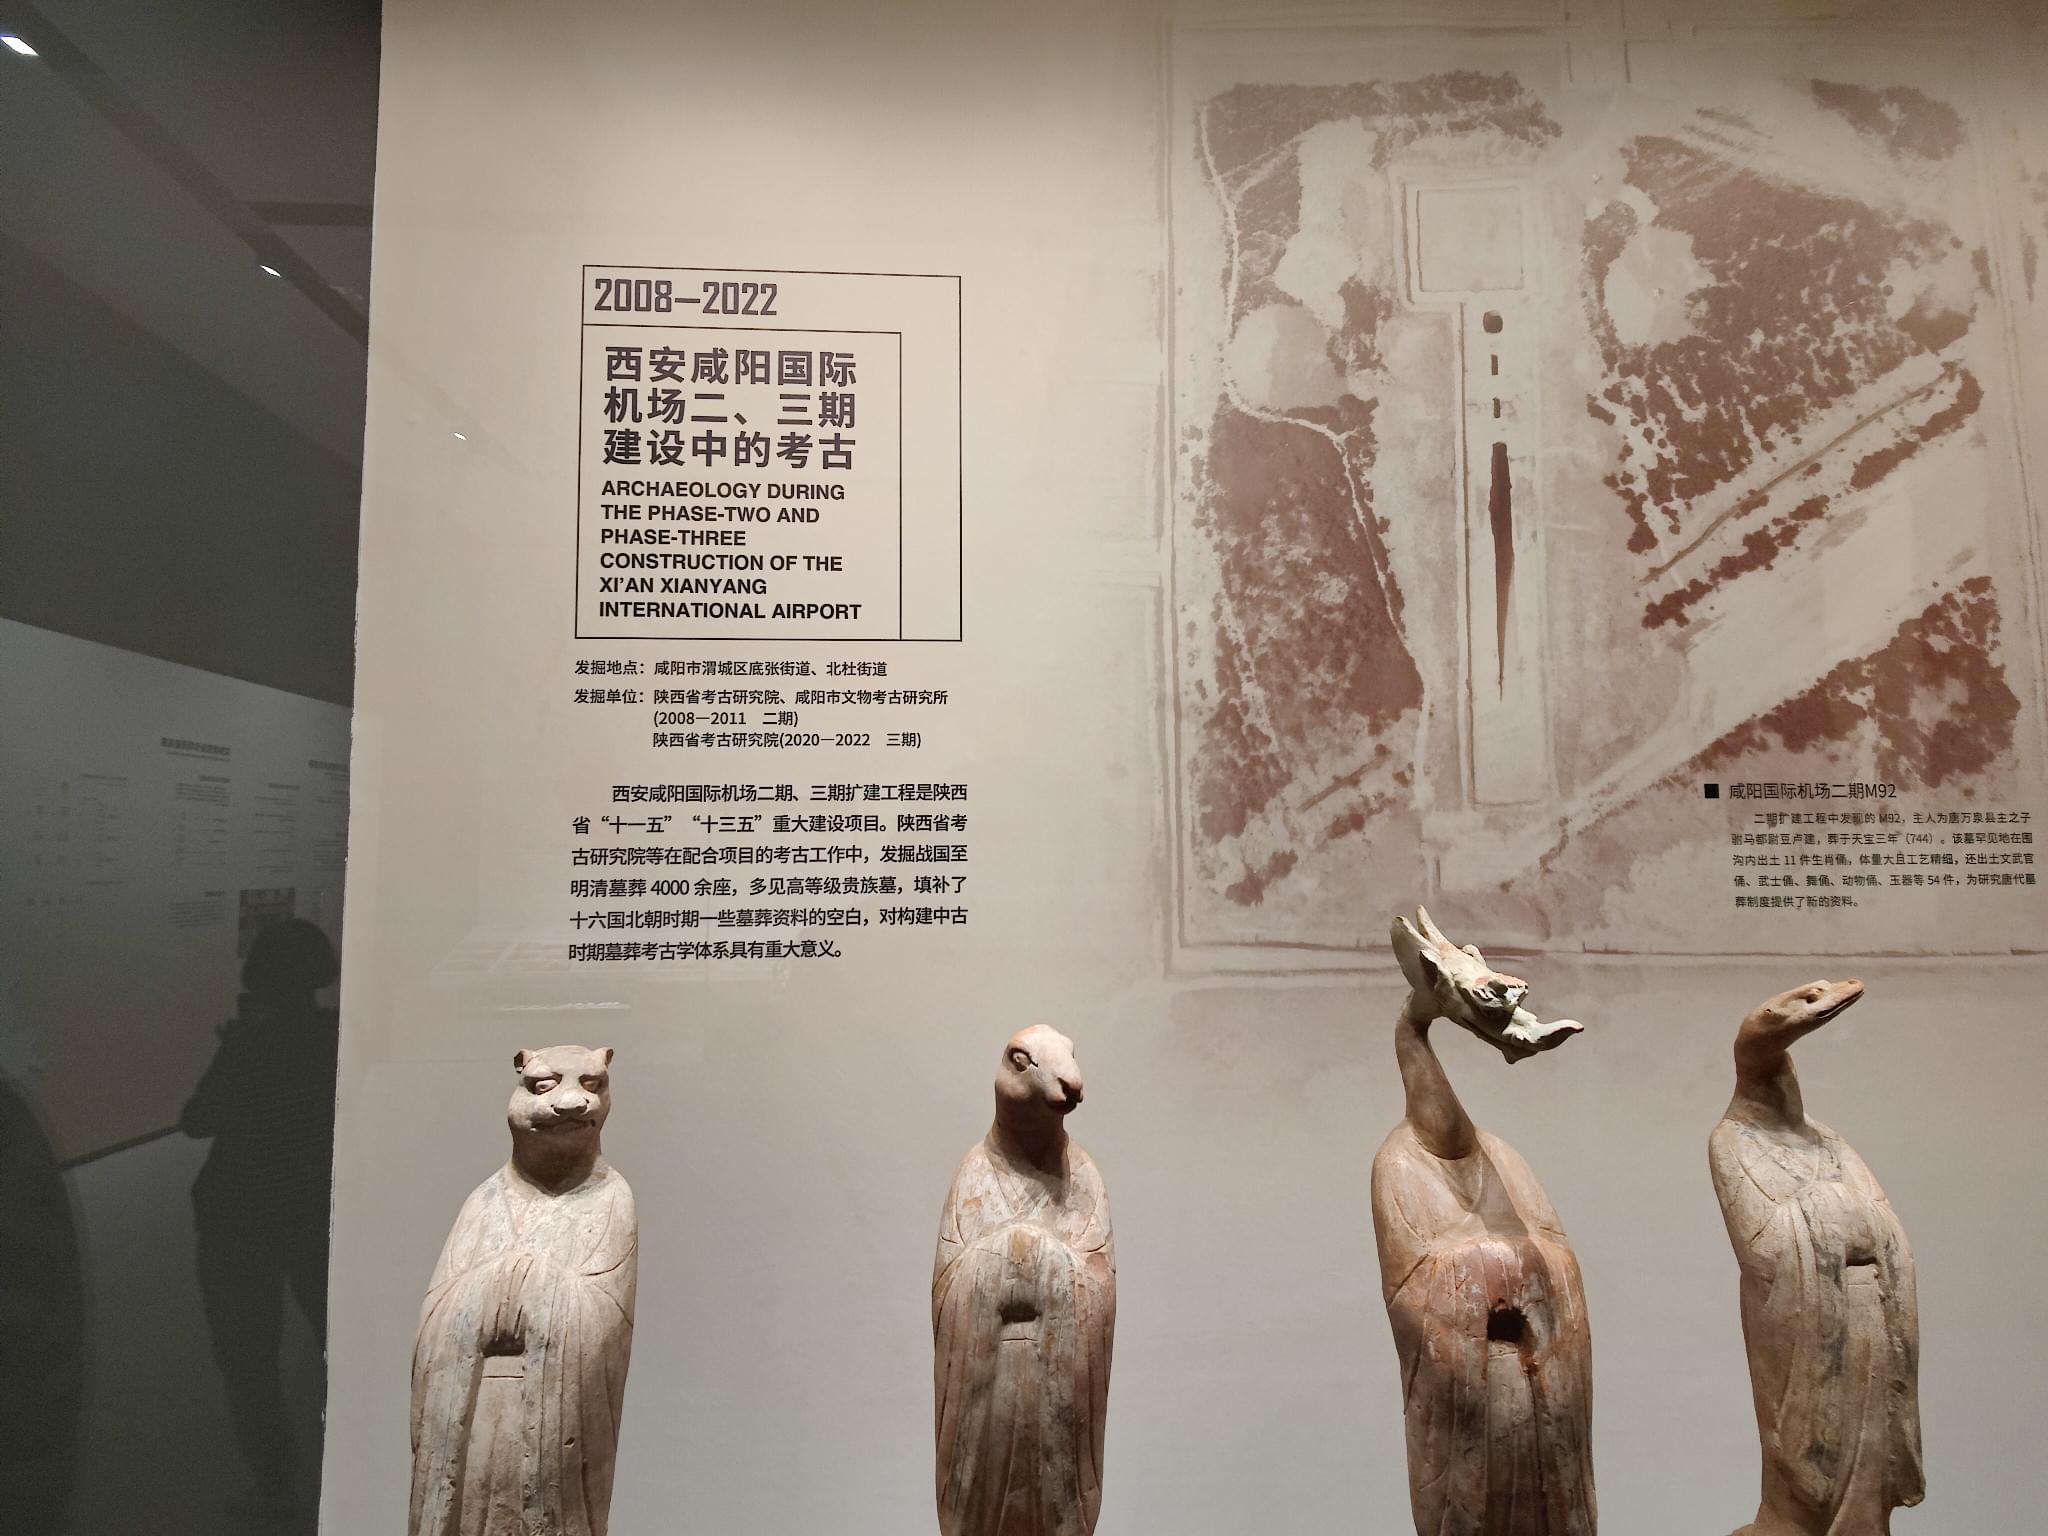 2008—2022
西安咸阳国际
机场二、三期
建设中的考古
ARCHAEOLOGY DURING
THE PHASE-TWO AND
PHASE-THREE
CONSTRUCTION OF THE
XI'AN XIANYANG
INTERNATIONAL AIRPORT
发掘地点：咸阳市渭城区底张街道、北杜街道
发掘单位：陕西省考古研究院、咸阳市文物考古研究所
(2008—2011 二期)
陕西省考古研究院(2020—2022 三期)
西安咸阳国际机场二期、三期扩建工程是陕西
省“十一五”“十三五”重大建设项目。陕西省考
古研究院等在配合项目的考古工作中，发掘战国至
明清墓葬 4000 余座，多见高等级贵族墓，填补了
十六国北朝时期一些墓葬资料的空白，对构建中古
时期墓葬考古学体系具有重大意义。
■ 咸阳国际机场二期M92
二期扩建工程中发现的 M92，主人为唐万泉县主之子
驸马都尉豆卢建，葬于天宝三年（744）。该墓罕见地在围
沟内出土 11 件生肖俑，体量大且工艺精细，还出土文武官
俑、武士俑、舞俑、动物俑、玉器等 54 件，为研究唐代墓
葬制度提供了新的资料。